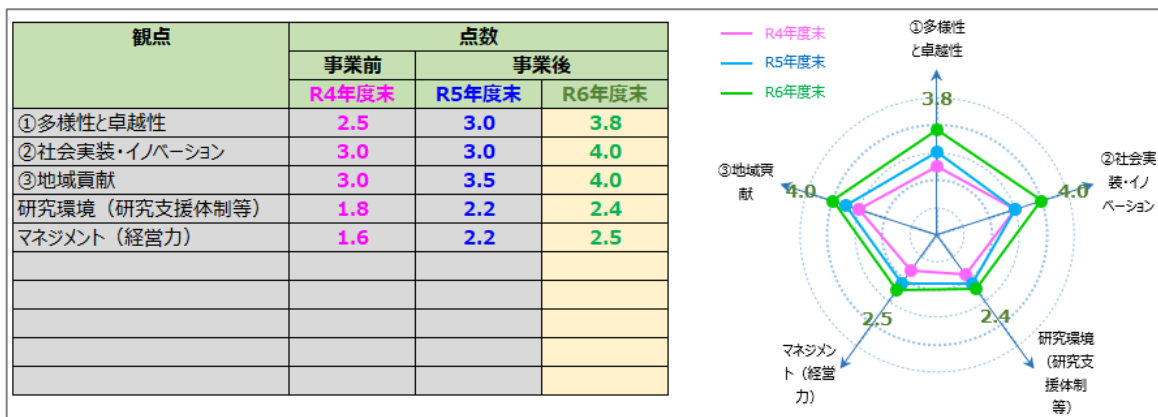 観点 点数
事業前 事業後
R4年度末 R5年度末 R6年度末
①多様性と卓越性 2.5 3.0 3.8
②社会実装・イノベーション 3.0 3.0 4.0
③地域貢献 3.0 3.5 4.0
研究環境（研究支援体制等） 1.8 2.2 2.4
マネジメント（経営力） 1.6 2.2 2.5
R4年度末
R5年度末
R6年度末
①多様性
と卓越性
3.8
②社会実
装・イノ
ベーション
4.0
研究環境
（研究支
援体制
等）
2.4
マネジメン
ト（経営
力）
2.5
③地域貢
献
4.0